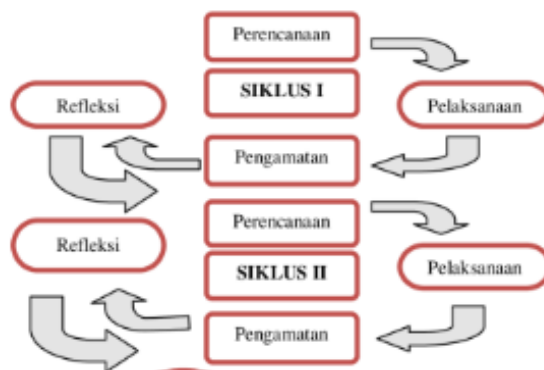 Perencanaan
SIKLUS I
Refleksi
Pelaksanaan
Pengamatan
Perencanaan
Refleksi
SIKLUS II
Pelaksanaan
Pengamatan